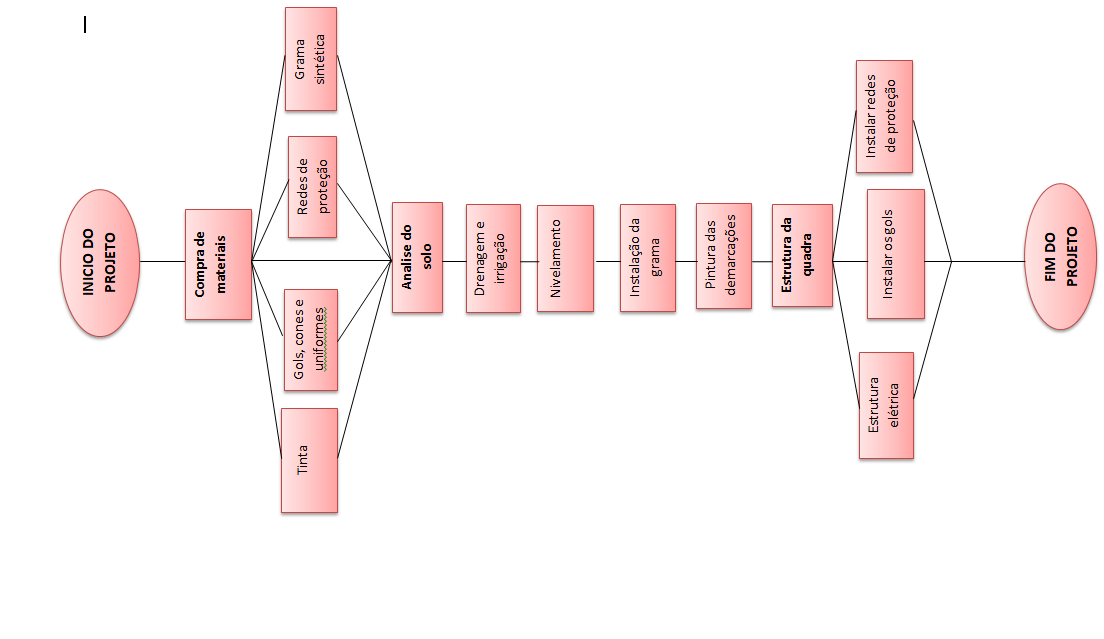 INICIO DO
PROJETO
Compra de
materiais
Grama
sintética
Redes de
proteção
Gols, cones e
uniformes
Tinta
Analise do
solo
Drenagem e
irrigação
Nivelamento
Instalação da
grama
Pintura das
demarcações
Estrutura da
quadra
Instalar redes
de proteção
Instalar os gols
Estrutura
elétrica
FIM DO
PROJETO